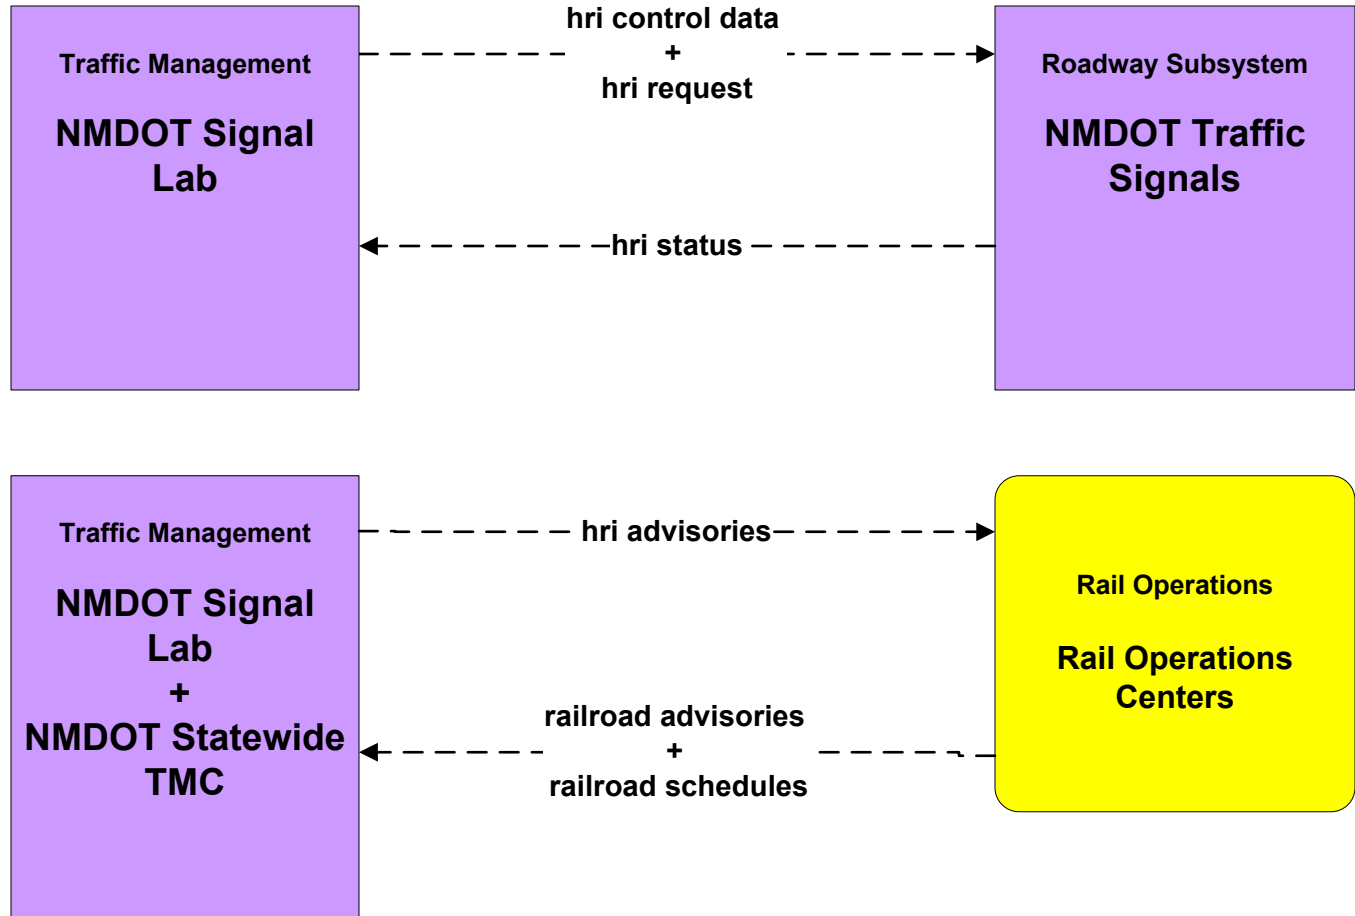 Traffic Management
NMDOT Signal
Lab
hri control data
+
hri request
hri status
Roadway Subsystem
NMDOT Traffic
Signals
Traffic Management
NMDOT Signal
Lab
+
NMDOT Statewide
TMC
hri advisories
railroad advisories
+
railroad schedules
Rail Operations
Rail Operations
Centers